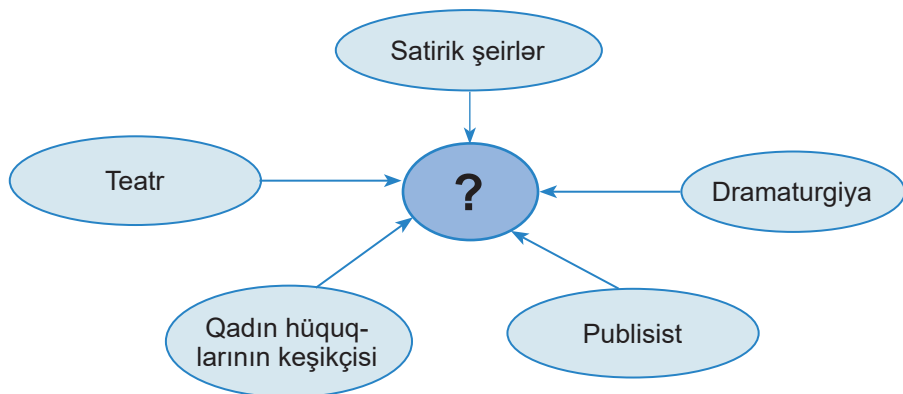 Satirik şeirlər
Teatr
?
Dramaturgiya
Qadın hüquq-
larının keşikçisi
Publisist